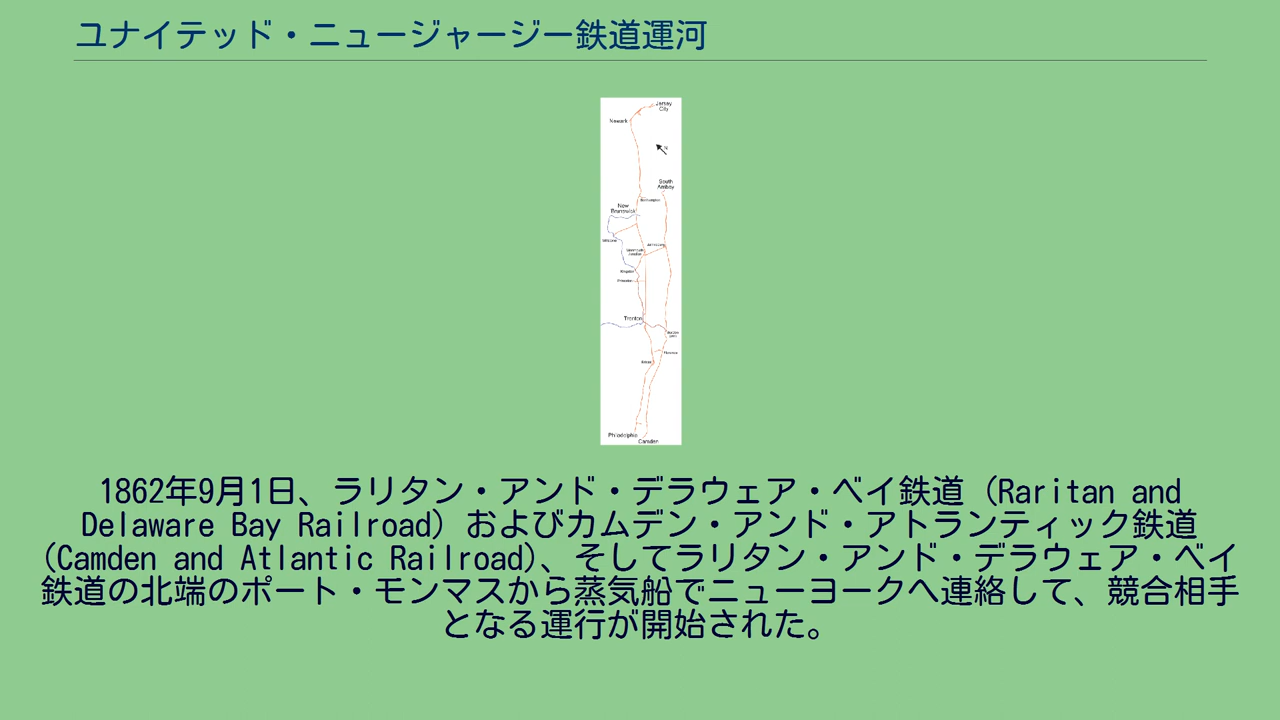 ユナイテッド・ニュージャージー鉄道運河
Jersey
City
Newark
South
Amboy
New
Brunswick
Jamesburg
Monmouth
Junction
Kingston
Princeton
Trenton
Florence
Philadelphia
Camden
1862年9月1日、ラリタン・アンド・デラウェア・ベイ鉄道（Raritan and
Delaware Bay Railroad）およびカムデン・アンド・アトランティック鉄道
(Camden and Atlantic Railroad)、そしてラリタン・アンド・デラウェア・ベイ
鉄道の北端のポート・モンマスから蒸気船でニューヨークへ連絡して、競合相手
となる運行が開始された。